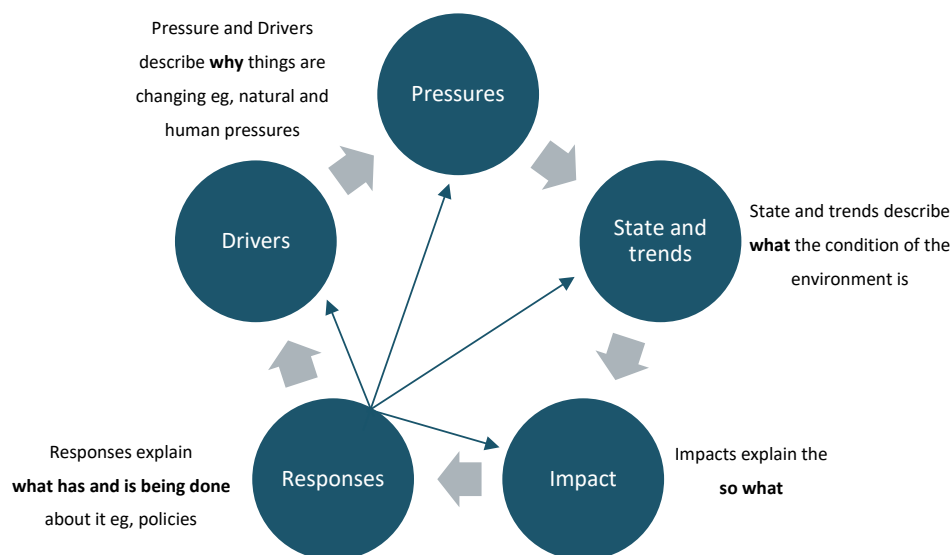 Pressure and Drivers
describe why things are
changing eg, natural and
human pressures
Pressures
Drivers
State and
trends
State and trends describe
what the condition of the
environment is
Responses explain
what has and is being done
about it eg, policies
Responses
Impact
Impacts explain the
so what